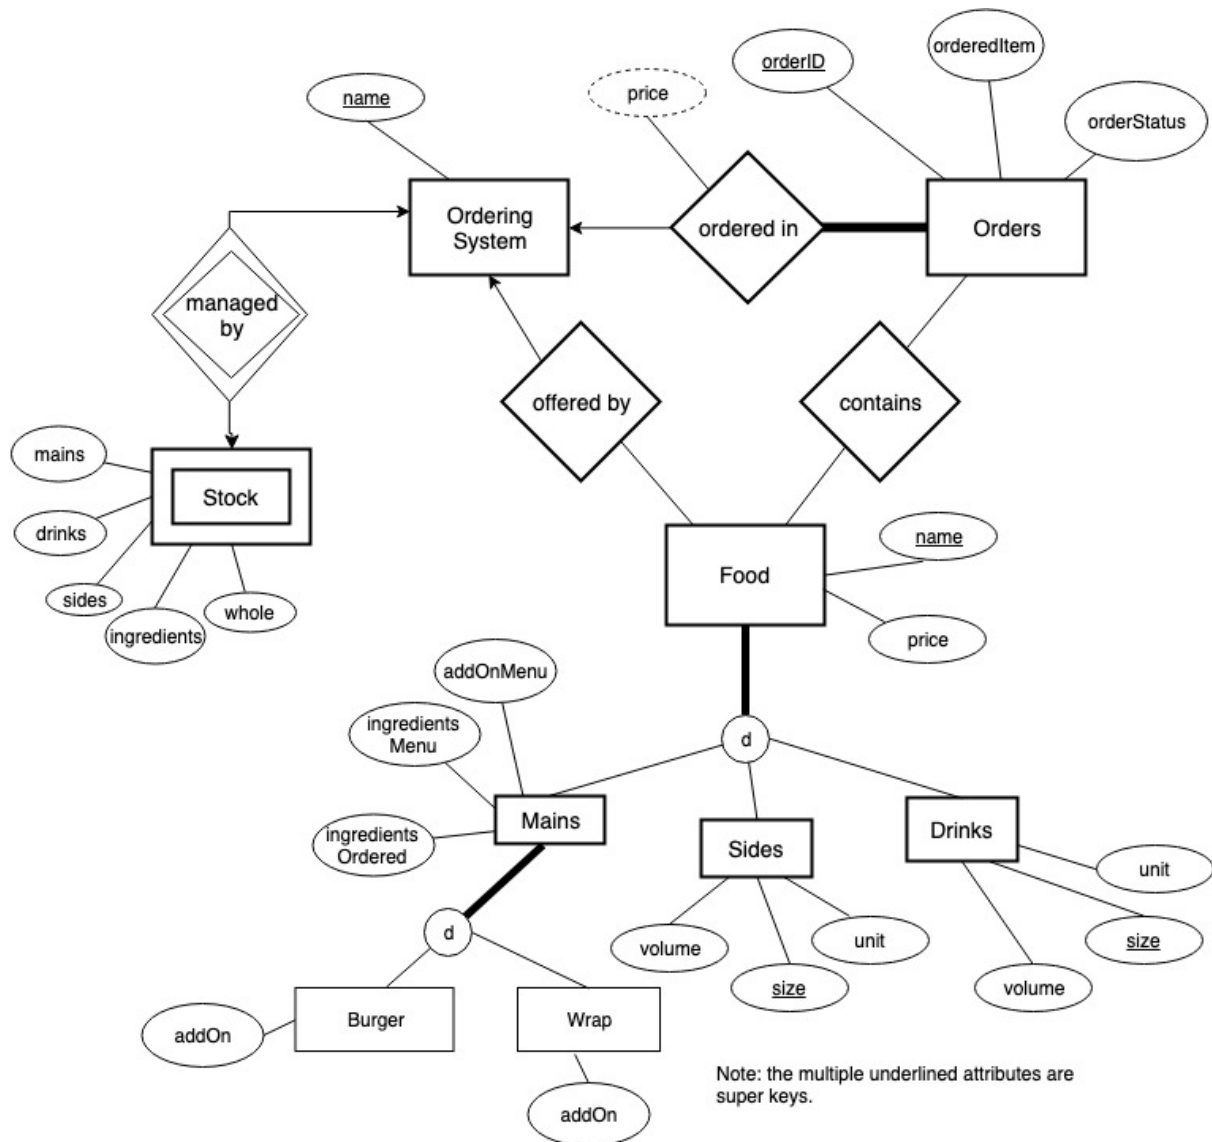 orderedItem
orderID
price
name
orderStatus
Ordering
System
ordered in
Orders
managed
by
offered by
contains
mains
Stock
drinks
name
Food
sides
whole
ingredients
price
addOnMenu
ingredients
Menu
d
Mains
ingredients
Ordered
Drinks
Sides
unit
d
volume
unit
size
size
volume
Burger
Wrap
addOn
Note: the multiple underlined attributes are
super keys.
addOn